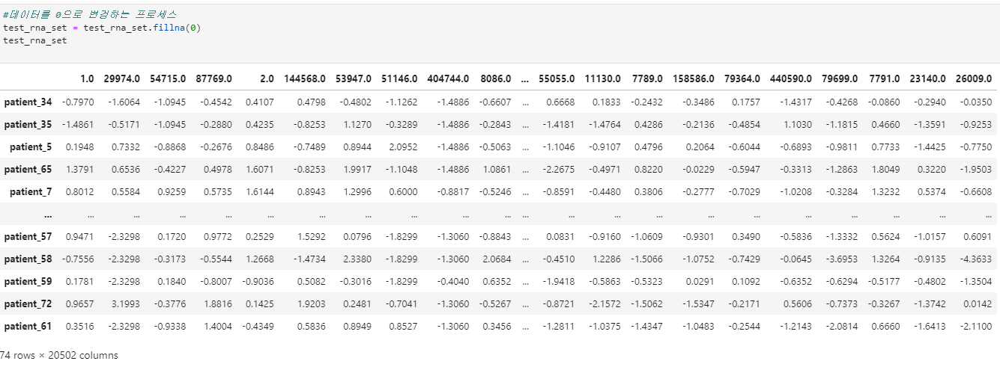 #데이터를 0으로 변경하는 프로세스
test_rna_set = test_rna_set.fillna(0)
test_rna_set
1.0 29974.0 54715.0 87769.0 2.0 144568.0 53947.0 51146.0 404744.0 8086.0 ... 55055.0 11130.0 7789.0 158586.0 79364.0 440590.0 79699.0 7791.0 23140.0 26009.0
patient_34 -0.7970 -1.6064 -1.0945 -0.4542 0.4107 0.4798 -0.4802 -1.1262 -1.4886 -0.6607 ... 0.6668 0.1833 -0.2432 -0.3486 0.1757 -1.4317 -0.4268 -0.0860 -0.2940 -0.0350
patient_35 -1.4861 -0.5171 -1.0945 -0.2880 0.4235 -0.8253 1.1270 -0.3289 -1.4886 -0.2843 ... -1.4181 -1.4764 0.4286 -0.2136 -0.4854 1.1030 -1.1815 0.4660 -1.3591 -0.9253
patient_5 0.1948 0.7332 -0.8868 -0.2676 0.8486 -0.7489 0.8944 2.0952 -1.4886 -0.5063 ... -1.1046 -0.9107 0.4796 0.2064 -0.6044 -0.6893 -0.9811 0.7733 -1.4425 -0.7750
patient_65 1.3791 0.6536 -0.4227 0.4978 1.6071 -0.8253 1.9917 -1.1048 -1.4886 1.0861 ... -2.2675 -0.4971 0.8220 -0.0229 -0.5947 -0.3313 -1.2863 1.8049 0.3220 -1.9503
patient_7 0.8012 0.5584 0.9259 0.5735 1.6144 0.8943 1.2996 0.6000 -0.8817 -0.5246 ... -0.8591 -0.4480 0.3806 -0.2777 -0.7029 -1.0208 -0.3284 1.3232 0.5374 -0.6608
... ... ... ... ... ... ... ... ... ... ... ... ... ... ... ... ... ... ... ... ... ...
patient_57 0.9471 -2.3298 0.1720 0.9772 0.2529 1.5292 0.0796 -1.8299 -1.3060 -0.8843 ... 0.0831 -0.9160 -1.0609 -0.9301 0.3490 -0.5836 -1.3332 0.5624 -1.0157 0.6091
patient_58 -0.7556 -2.3298 -0.3173 -0.5544 1.2668 -1.4734 2.3380 -1.8299 -1.3060 2.0684 ... -0.4510 1.2286 -1.5066 -1.0752 -0.7429 -0.0645 -3.6953 1.3264 -0.9135 -4.3633
patient_59 0.1781 -2.3298 0.1840 -0.8007 -0.9036 0.5082 -0.3016 -1.8299 -0.4040 0.6352 ... -1.9418 -0.5863 -0.5323 0.0291 0.1092 -0.6352 -0.6294 -0.5177 -0.4802 -1.3504
patient_72 0.9657 3.1993 -0.3776 1.8816 0.1425 1.9203 0.2481 -0.7041 -1.3060 -0.5267 ... -0.8721 -2.1572 -1.5062 -1.5347 -0.2171 0.5606 -0.7373 -0.3267 -1.3742 0.0142
patient_61 0.3516 -2.3298 -0.9338 1.4004 -0.4349 0.5836 0.8949 0.8527 -1.3060 0.3456 ... -1.2811 -1.0375 -1.4347 -1.0483 -0.2544 -1.2143 -2.0814 0.6660 -1.6413 -2.1100
74 rows × 20502 columns